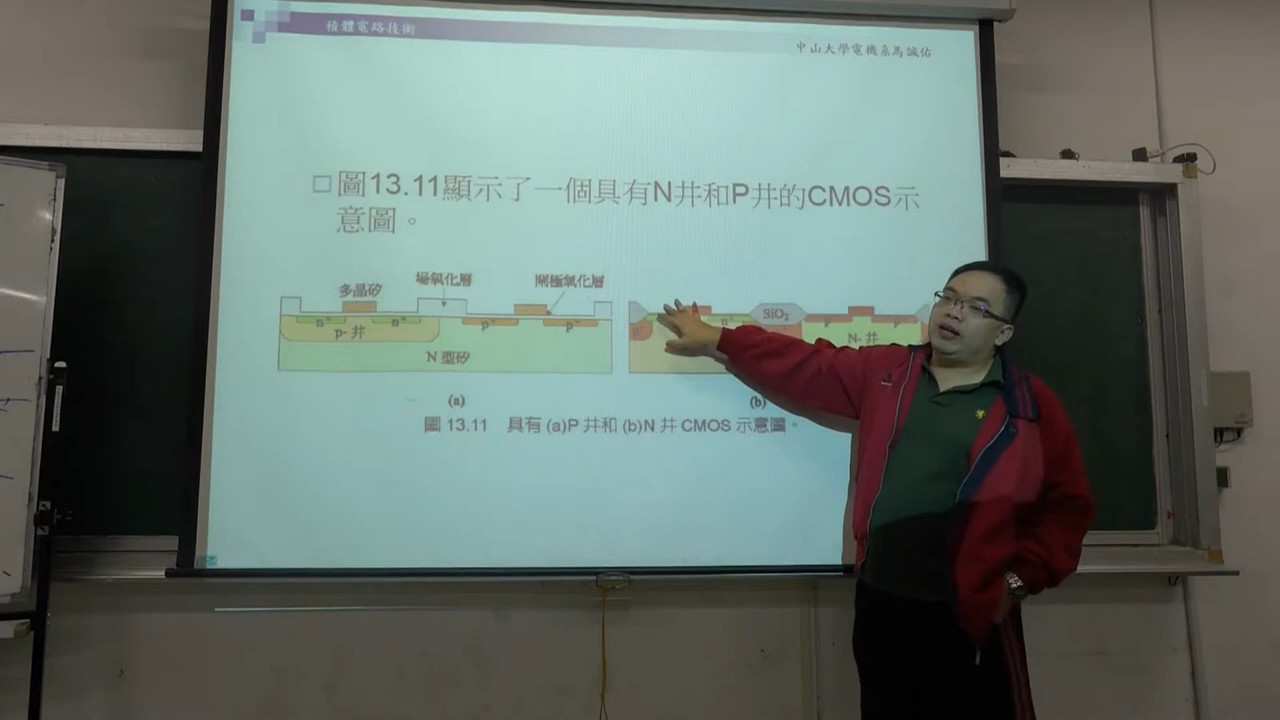 積體電路技術
中山大學電機系馬誠佑
圖13.11顯示了一個具有N井和P井的CMOS示
意圖。
多晶矽
場氧化層
閘極氧化層
n⁺
n⁺
p⁺
p⁺
p- 井
N 型矽
SiO₂
N- 井
(a)
(b)
圖 13.11 具有 (a)P 井和 (b)N 井 CMOS 示意圖。